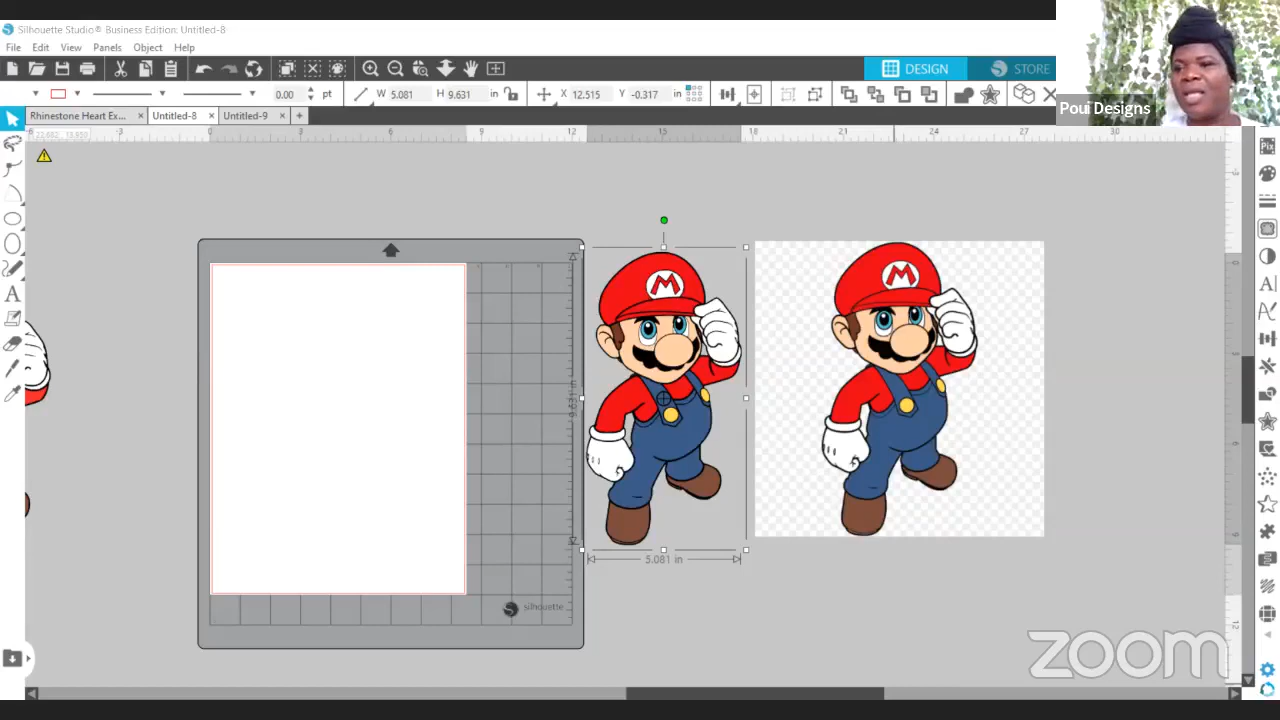 Silhouette Studio® Business Edition: Untitled-8
File Edit View Panels Object Help
DESIGN STORE
0.00 pt W 5.081 H 9.631 in X 12.515 Y -0.317 in
Poui Designs
Rhinestone Heart Ex... Untitled-8 Untitled-9
-3 0 3 6 9 12 15 18 21 24 27 30
M
M
5.081 in
silhouette
zoom